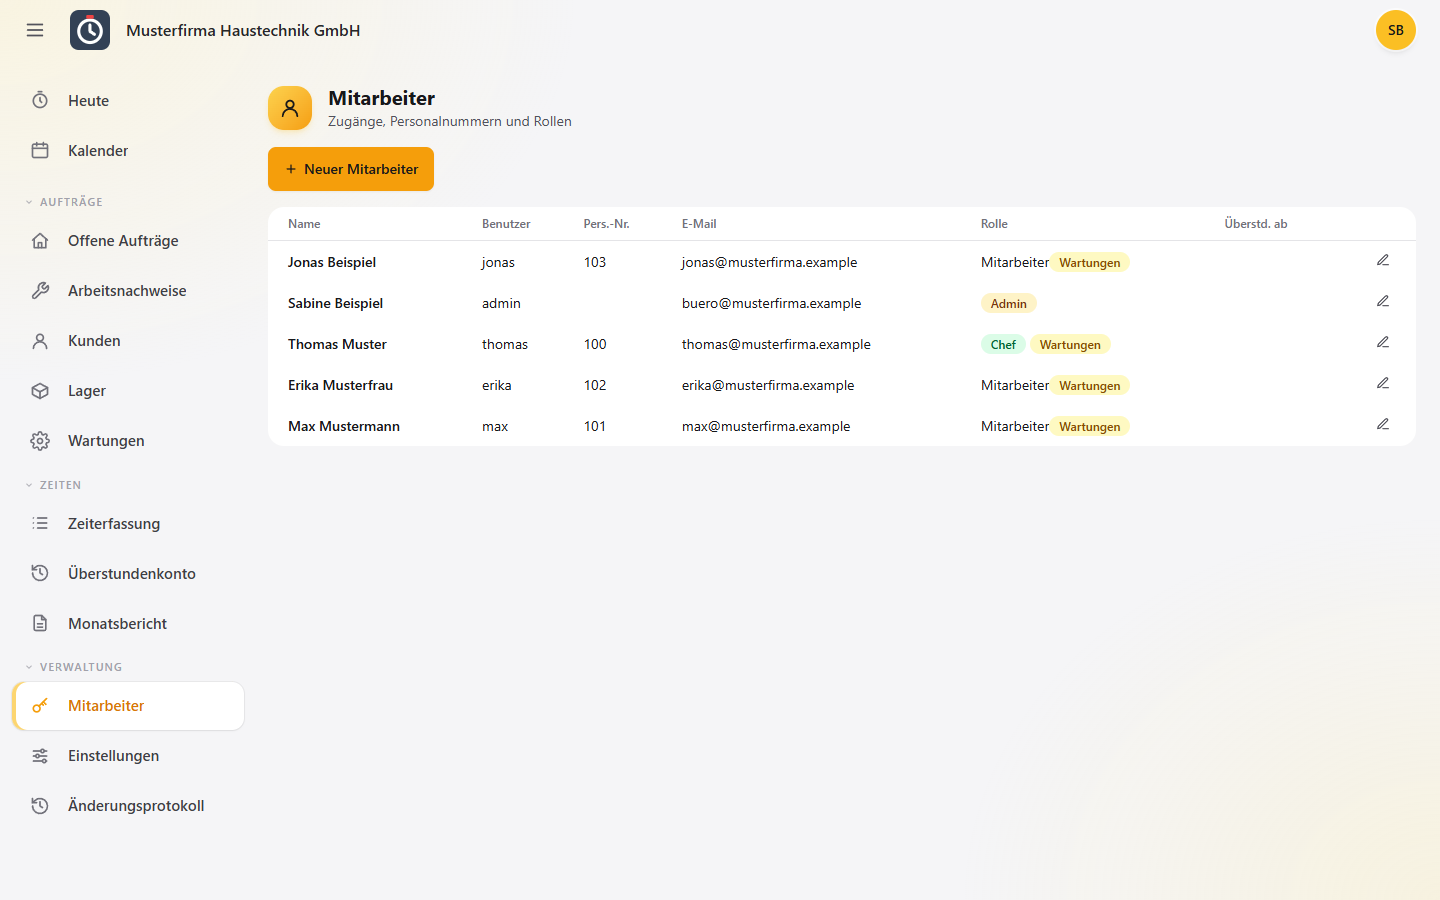 Musterfirma Haustechnik GmbH
SB
Heute
Kalender
AUFTRÄGE
Offene Aufträge
Arbeitsnachweise
Kunden
Lager
Wartungen
ZEITEN
Zeiterfassung
Überstundenkonto
Monatsbericht
VERWALTUNG
Mitarbeiter
Einstellungen
Änderungsprotokoll
Mitarbeiter
Zugänge, Personalnummern und Rollen
+ Neuer Mitarbeiter
Name Benutzer Pers.-Nr. E-Mail Rolle Überstd. ab
Jonas Beispiel jonas 103 jonas@musterfirma.example Mitarbeiter Wartungen
Sabine Beispiel admin buero@musterfirma.example Admin
Thomas Muster thomas 100 thomas@musterfirma.example Chef Wartungen
Erika Musterfrau erika 102 erika@musterfirma.example Mitarbeiter Wartungen
Max Mustermann max 101 max@musterfirma.example Mitarbeiter Wartungen